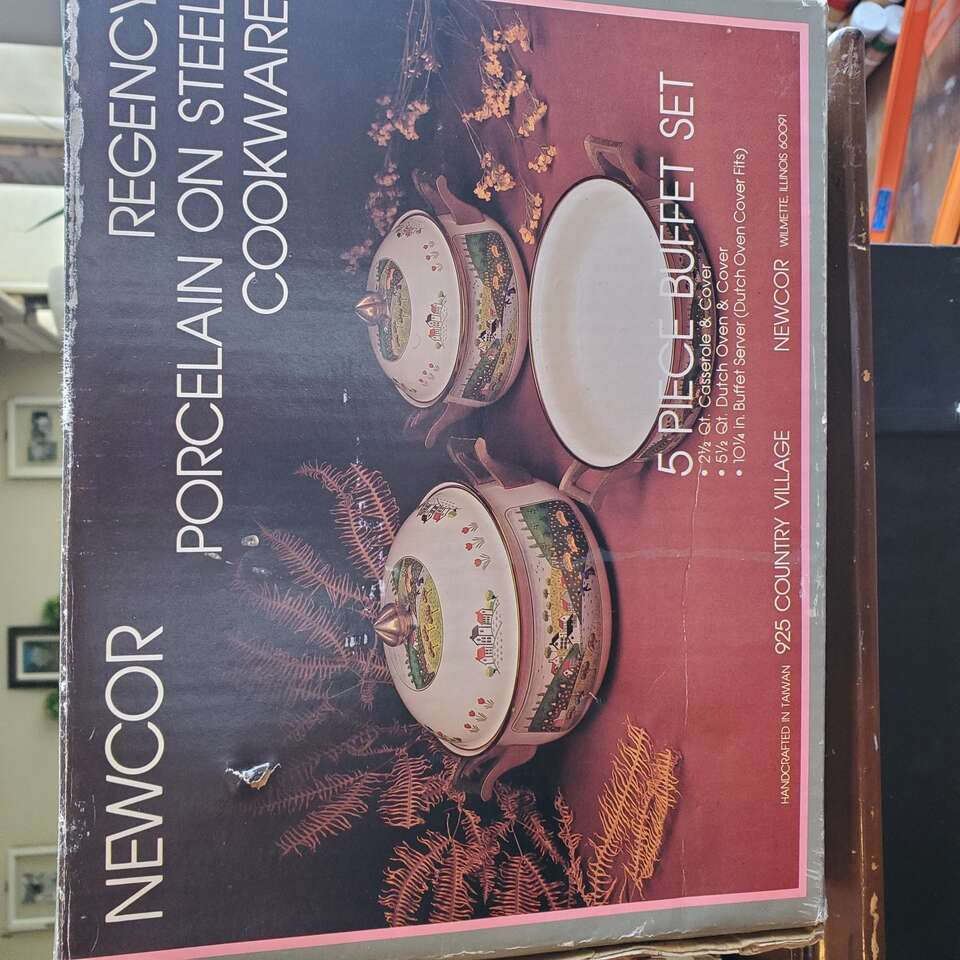 NEWCOR
REGENCY
PORCELAIN ON STEEL
COOKWARE
5 PIECE BUFFET SET
• 2½ Qt. Casserole & Cover
• 5½ Qt. Dutch Oven & Cover
• 10¼ in. Buffet Server (Dutch Oven Cover Fits)
HANDCRAFTED IN TAIWAN 925 COUNTRY VILLAGE NEWCOR WILMETTE, ILLINOIS 60091